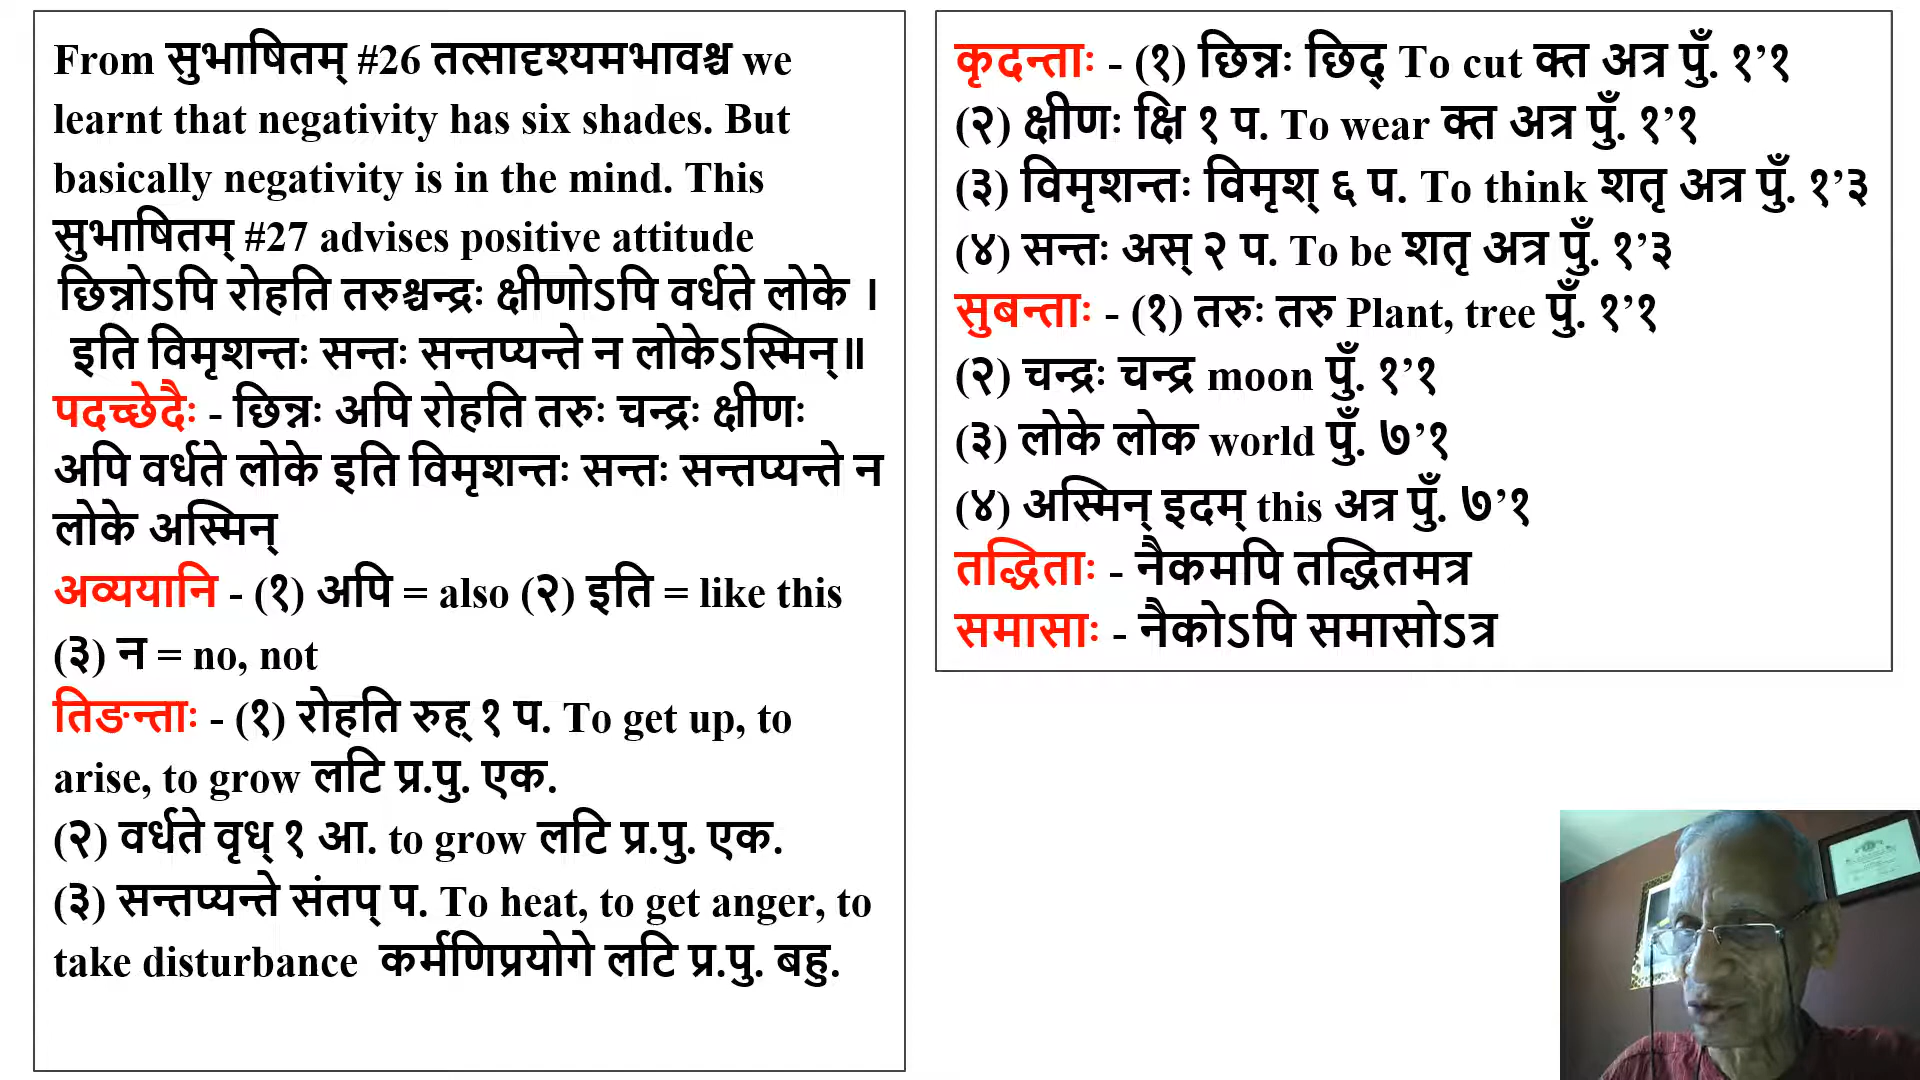 From सुभाषितम् #26 तत्सादृश्यमभावश्च we
learnt that negativity has six shades. But
basically negativity is in the mind. This
सुभाषितम् #27 advises positive attitude
छिन्नोऽपि रोहति तरुश्चन्द्रः क्षीणोऽपि वर्धते लोके ।
इति विमृशन्तः सन्तः सन्तप्यन्ते न लोकेऽस्मिन्॥
पदच्छेदैः - छिन्नः अपि रोहति तरुः चन्द्रः क्षीणः
अपि वर्धते लोके इति विमृशन्तः सन्तः सन्तप्यन्ते न
लोके अस्मिन्
अव्ययानि - (१) अपि = also (२) इति = like this
(३) न = no, not
तिङन्ताः - (१) रोहति रुह् १ प. To get up, to
arise, to grow लटि प्र.पु. एक.
(२) वर्धते वृध् १ आ. to grow लटि प्र.पु. एक.
(३) सन्तप्यन्ते संतप् प. To heat, to get anger, to
take disturbance कर्मणिप्रयोगे लटि प्र.पु. बहु.
कृदन्ताः - (१) छिन्नः छिद् To cut क्त अत्र पुँ. १’१
(२) क्षीणः क्षि १ प. To wear क्त अत्र पुँ. १’१
(३) विमृशन्तः विमृश् ६ प. To think शतृ अत्र पुँ. १’३
(४) सन्तः अस् २ प. To be शतृ अत्र पुँ. १’३
सुबन्ताः - (१) तरुः तरु Plant, tree पुँ. १’१
(२) चन्द्रः चन्द्र moon पुँ. १’१
(३) लोके लोक world पुँ. ७’१
(४) अस्मिन् इदम् this अत्र पुँ. ७’१
तद्धिताः - नैकमपि तद्धितमत्र
समासाः - नैकोऽपि समासोऽत्र